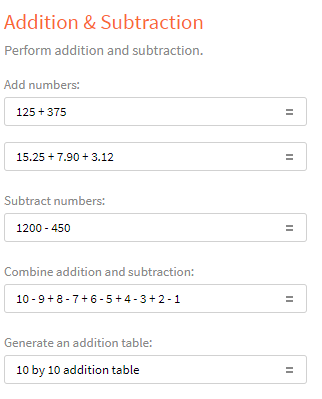 Addition & Subtraction
Perform addition and subtraction.
Add numbers:
125 + 375 =
15.25 + 7.90 + 3.12 =
Subtract numbers:
1200 - 450 =
Combine addition and subtraction:
10 - 9 + 8 - 7 + 6 - 5 + 4 - 3 + 2 - 1 =
Generate an addition table:
10 by 10 addition table =